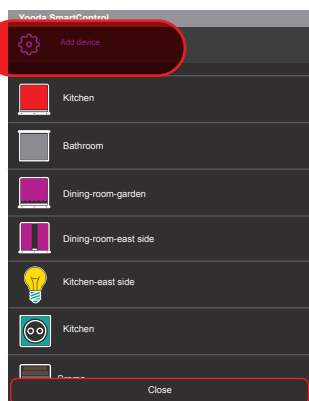 Yooda SmartControl
Add device
Kitchen
Bathroom
Dining-room-garden
Dining-room-east side
Kitchen-east side
Kitchen
Close